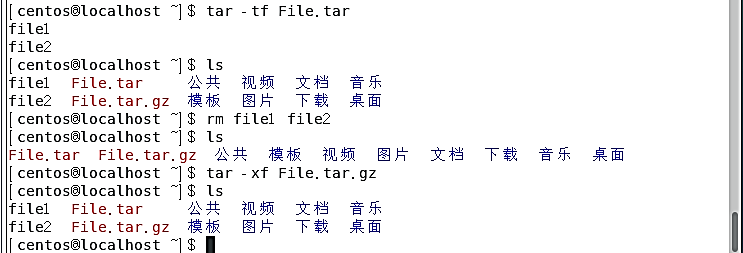 [centos@localhost ~]$ tar -tf File.tar
file1
file2
[centos@localhost ~]$ ls
file1  File.tar     公共  视频  文档  音乐
file2  File.tar.gz  模板  图片  下载  桌面
[centos@localhost ~]$ rm file1 file2
[centos@localhost ~]$ ls
File.tar  File.tar.gz  公共  模板  视频  图片  文档  下载  音乐  桌面
[centos@localhost ~]$ tar -xf File.tar.gz
[centos@localhost ~]$ ls
file1  File.tar     公共  视频  文档  音乐
file2  File.tar.gz  模板  图片  下载  桌面
[centos@localhost ~]$